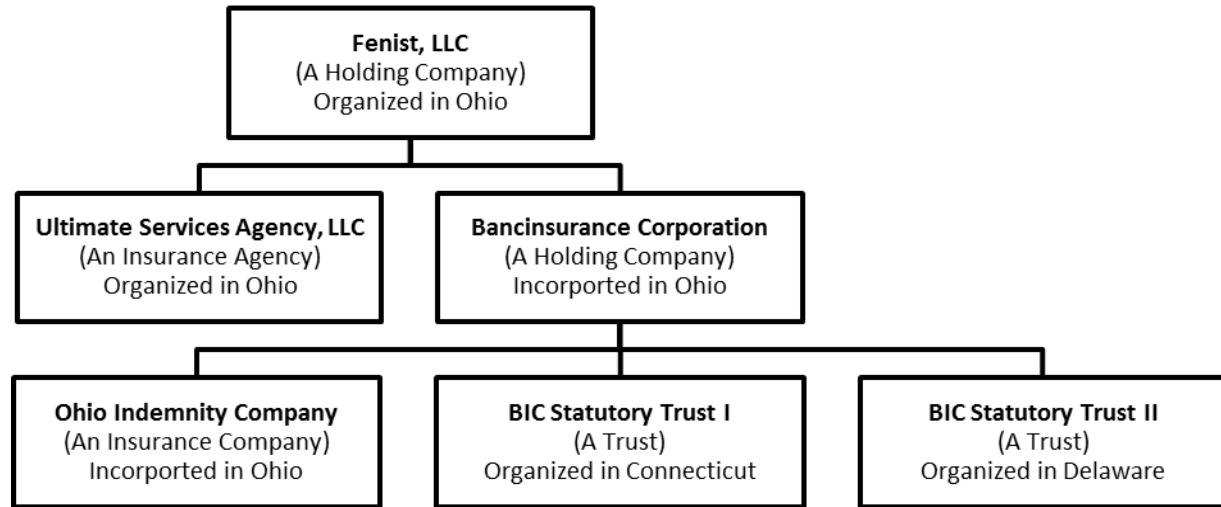 Fenist, LLC
(A Holding Company)
Organized in Ohio
Ultimate Services Agency, LLC
(An Insurance Agency)
Organized in Ohio
Bancinsurance Corporation
(A Holding Company)
Incorported in Ohio
Ohio Indemnity Company
(An Insurance Company)
Incorported in Ohio
BIC Statutory Trust I
(A Trust)
Organized in Connecticut
BIC Statutory Trust II
(A Trust)
Organized in Delaware